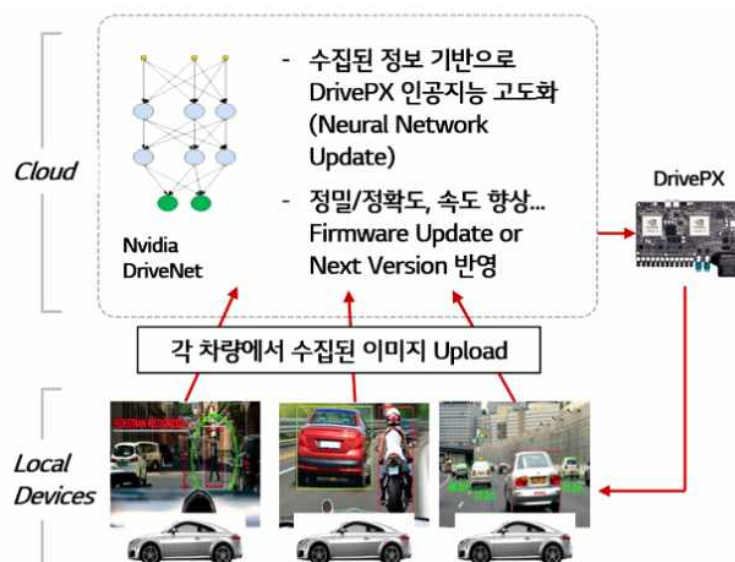 - 수집된 정보 기반으로
DrivePX 인공지능 고도화
(Neural Network
Update)
Cloud
- 정밀/정확도, 속도 향상...
Firmware Update or
Next Version 반영
Nvidia
DriveNet
DrivePX
각 차량에서 수집된 이미지 Upload
PEDESTRIAN RECOGNIZED
Local
Devices